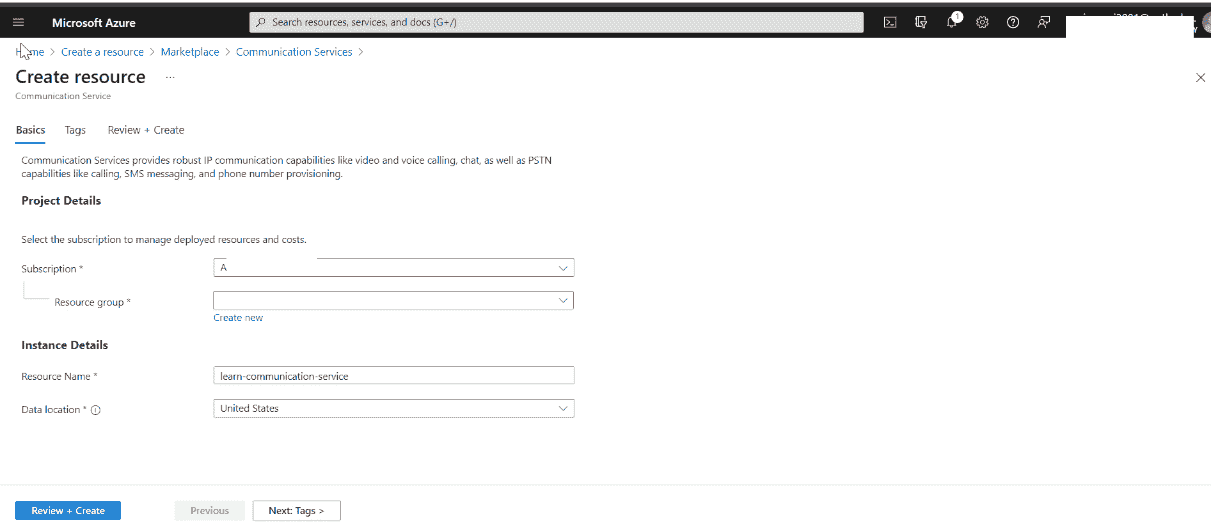 Microsoft Azure
Search resources, services, and docs (G+/)
1
Home > Create a resource > Marketplace > Communication Services >
Create resource ...
Communication Service
Basics Tags Review + Create
Communication Services provides robust IP communication capabilities like video and voice calling, chat, as well as PSTN
capabilities like calling, SMS messaging, and phone number provisioning.
Project Details
Select the subscription to manage deployed resources and costs.
Subscription *
A
Resource group *
Create new
Instance Details
Resource Name *
learn-communication-service
Data location *
United States
Review + Create Previous Next: Tags >